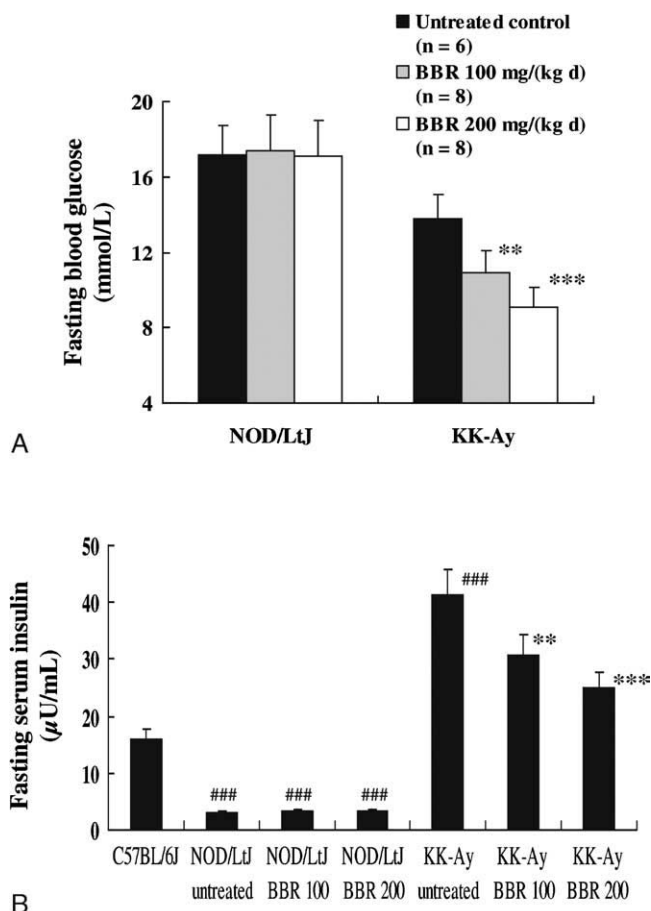 Untreated control
(n = 6)
BBR 100 mg/(kg d)
(n = 8)
BBR 200 mg/(kg d)
(n = 8)
Fasting blood glucose
(mmol/L)
20
16
12
8
4
**
***
NOD/LtJ
KK-Ay
A
Fasting serum insulin
(µU/mL)
50
40
30
20
10
0
###
###
###
###
**
***
C57BL/6J NOD/LtJ NOD/LtJ NOD/LtJ KK-Ay KK-Ay KK-Ay
untreated BBR 100 BBR 200 untreated BBR 100 BBR 200
B